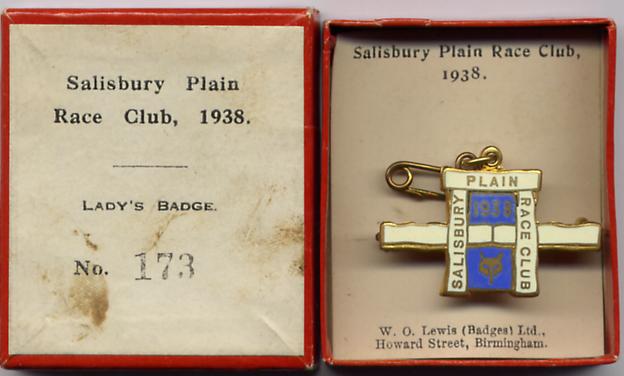 Salisbury Plain
Race Club, 1938.
LADY'S BADGE.
No. 173
Salisbury Plain Race Club,
1938.
PLAIN
SALISBURY
1938
RACE CLUB
W. O. Lewis (Badges) Ltd.,
Howard Street, Birmingham.